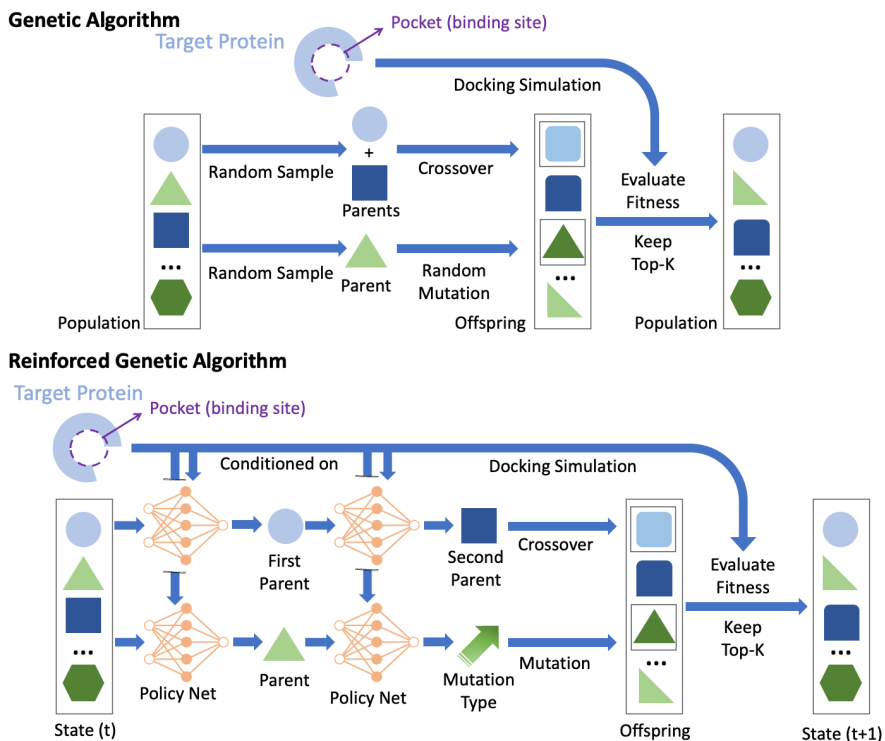 Genetic Algorithm
Target Protein
Pocket (binding site)
Docking Simulation
+
Random Sample
Crossover
Parents
Evaluate
Fitness
Keep
Top-K
...
Random Sample
Parent
Random
Mutation
...
...
Population
Offspring
Population
Reinforced Genetic Algorithm
Target Protein
Pocket (binding site)
Conditioned on
Docking Simulation
First
Parent
Second
Parent
Crossover
Evaluate
Fitness
Keep
Top-K
...
Policy Net
Parent
Policy Net
Mutation
Type
Mutation
...
...
State (t)
Offspring
State (t+1)